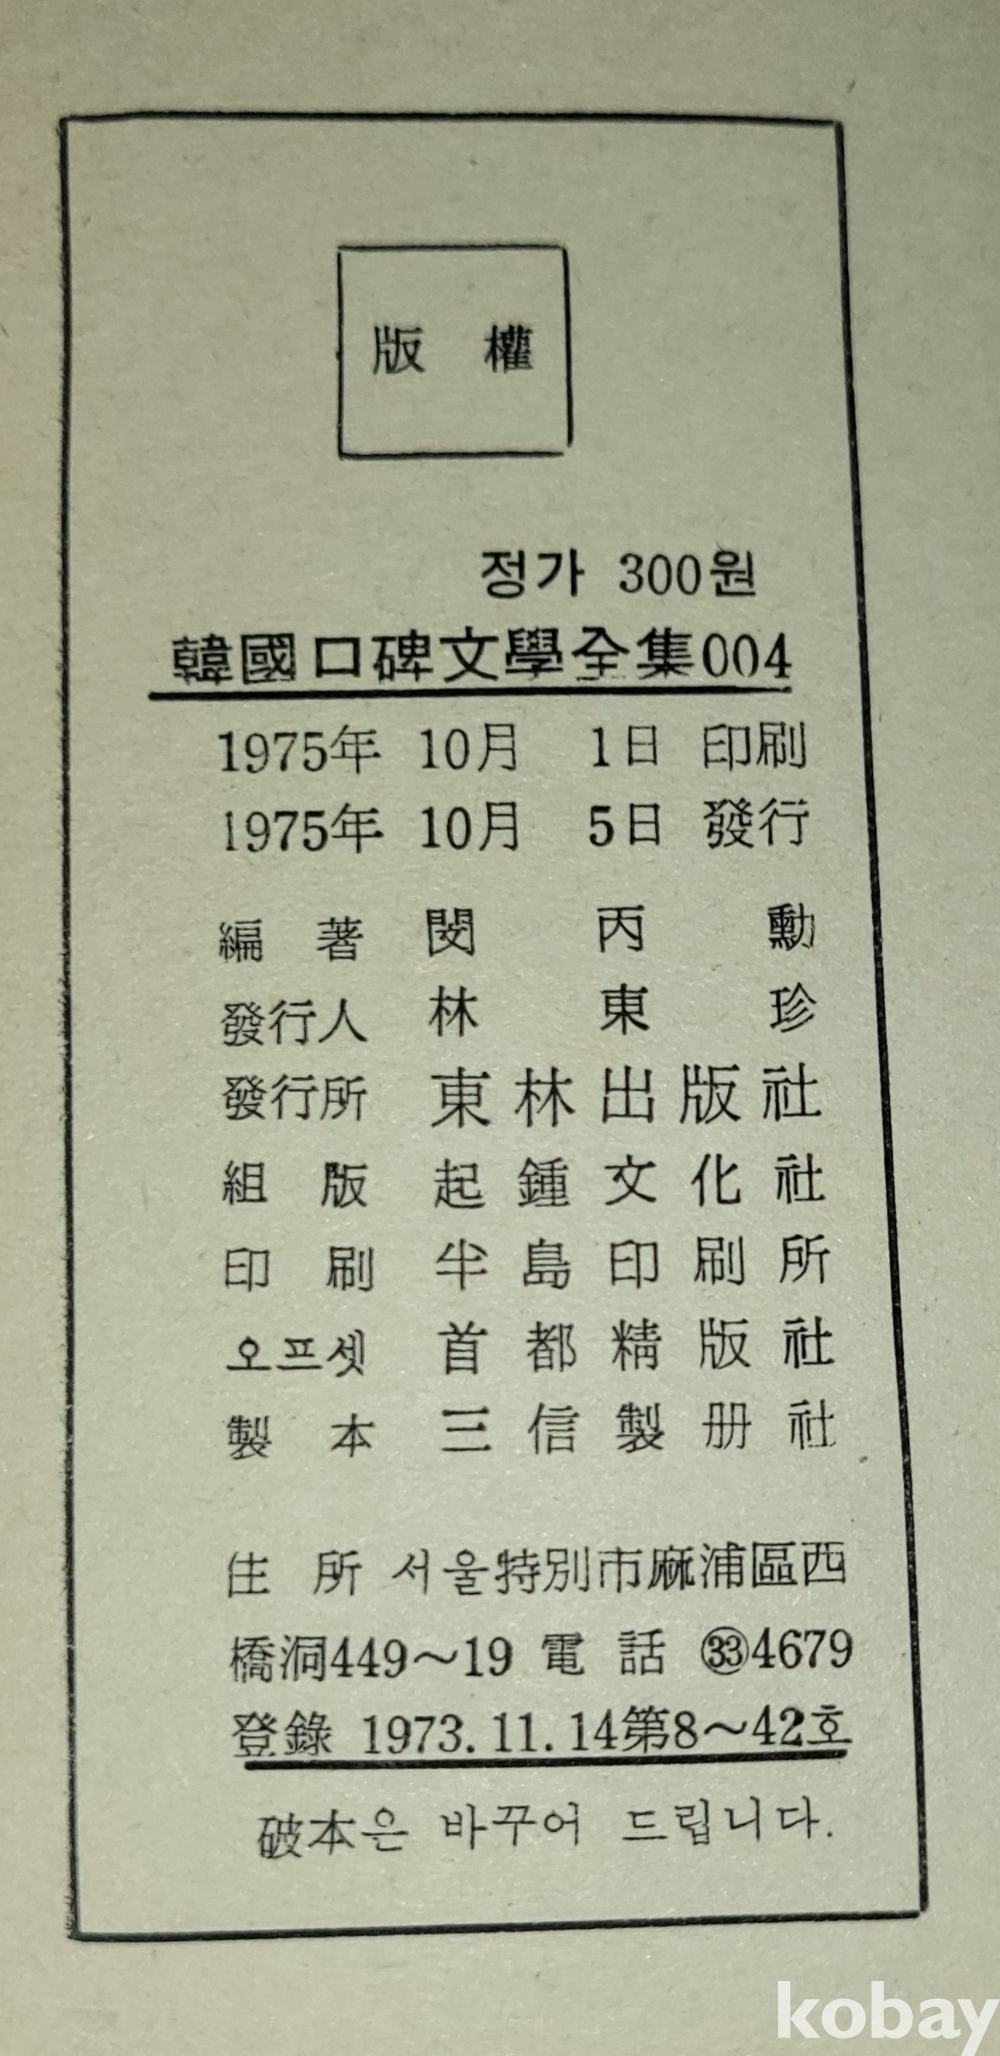 版 權
정가 300원
韓國口碑文學全集004
1975年 10月 1日 印刷
1975年 10月 5日 發行
編 著 閔 丙 勳
發行人 林 東 珍
發行所 東林出版社
組 版 起鍾文化社
印 刷 半島印刷所
오프셋 首都精版社
製 本 三信製册社
住 所 서울特別市麻浦區西
橋洞449~19 電 話 ㉝4679
登錄 1973.11.14第8~42호
破本은 바꾸어 드립니다.
kobay